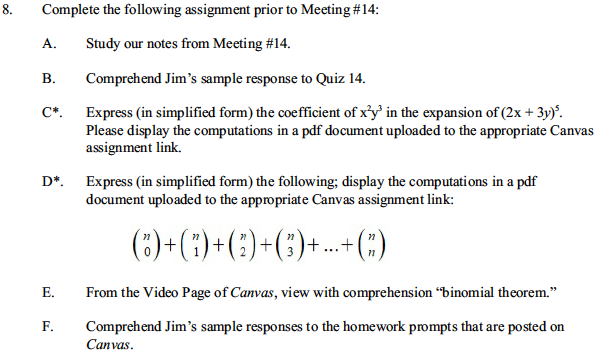 8. Complete the following assignment prior to Meeting #14:
A. Study our notes from Meeting #14.
B. Comprehend Jim's sample response to Quiz 14.
C*. Express (in simplified form) the coefficient of x²y³ in the expansion of (2x + 3y)⁵.
Please display the computations in a pdf document uploaded to the appropriate Canvas
assignment link.
D*. Express (in simplified form) the following; display the computations in a pdf
document uploaded to the appropriate Canvas assignment link:
(n 0) + (n 1) + (n 2) + (n 3) + ... + (n n)
E. From the Video Page of Canvas, view with comprehension “binomial theorem.”
F. Comprehend Jim's sample responses to the homework prompts that are posted on
Canvas.